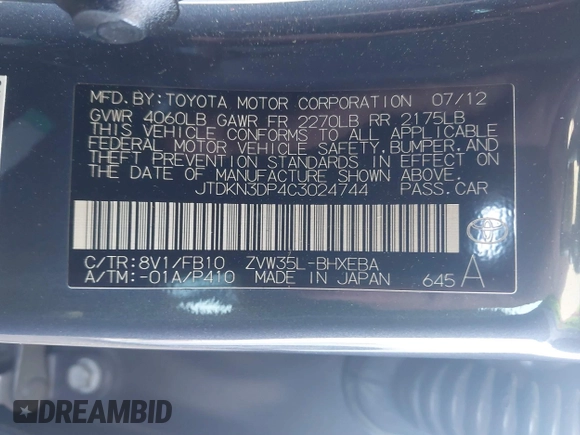 MFD. BY: TOYOTA MOTOR CORPORATION 07/12
GVWR 4060LB GAWR FR 2270LB RR 2175LB
THIS VEHICLE CONFORMS TO ALL APPLICABLE
FEDERAL MOTOR VEHICLE SAFETY, BUMPER, AND
THEFT PREVENTION STANDARDS IN EFFECT ON
THE DATE OF MANUFACTURE SHOWN ABOVE.
JTDKN3DP4C3024744 PASS. CAR
C/TR: 8V1/FB10 ZVW35L-BHXEBA
A/TM: -01A/P410 MADE IN JAPAN 645 A
DREAMBID